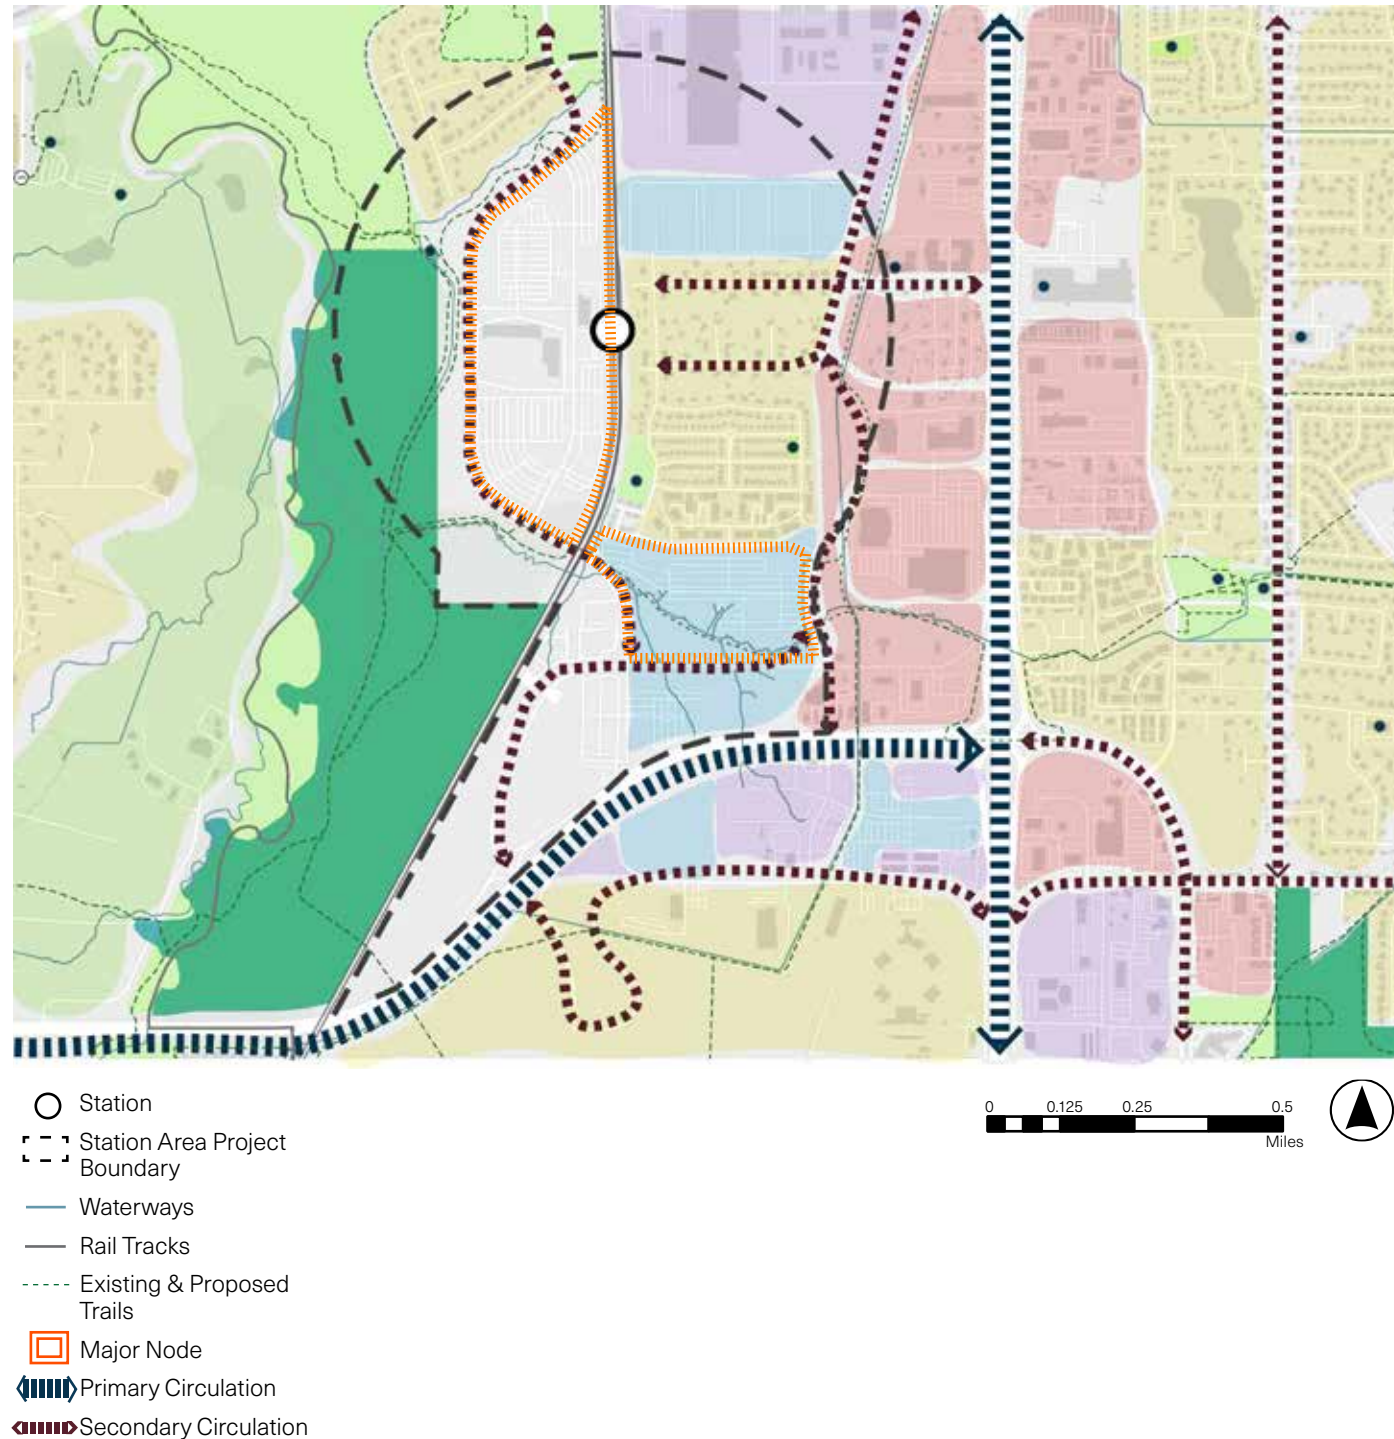 Station
Station Area Project
Boundary
Waterways
Rail Tracks
Existing & Proposed
Trails
Major Node
Primary Circulation
Secondary Circulation
0 0.125 0.25 0.5
Miles